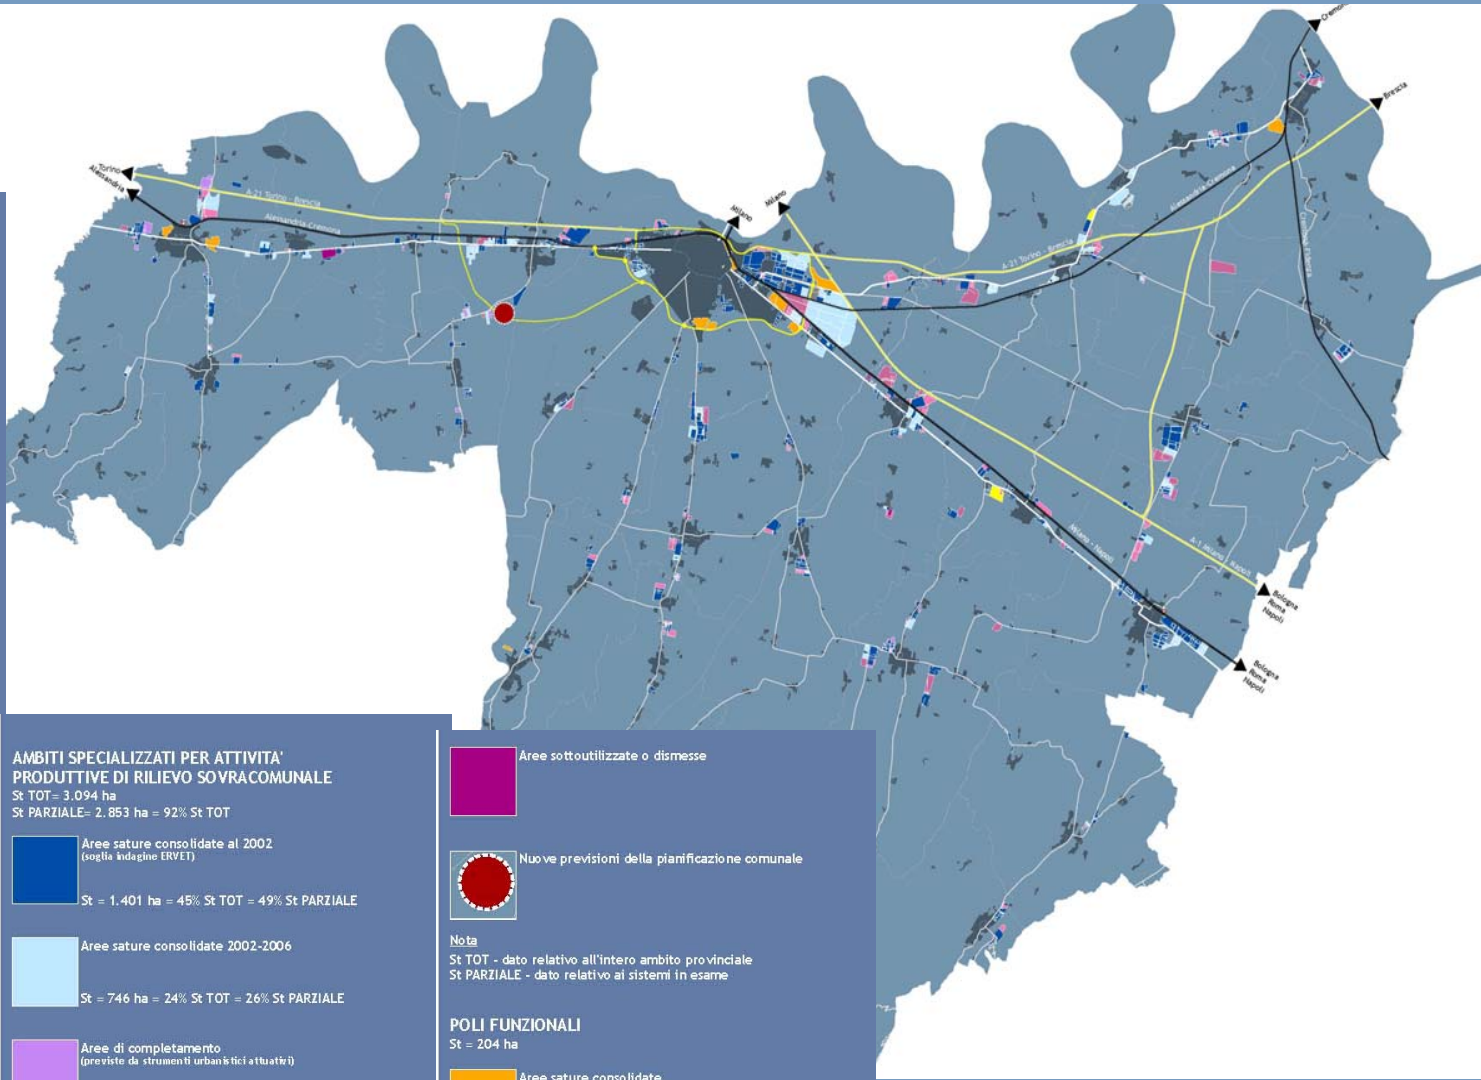 Cremona
Brescia
Torino
Alessandria
Milano
Milano
A-21 Torino - Brescia
Alessandria Cremona
Alessandria-Cremona
A-21 Torino - Brescia
Milano - Napoli
A-1 Milano - Napoli
Bologna
Roma
Napoli
Bologna
Roma
Napoli
AMBITI SPECIALIZZATI PER ATTIVITA'
PRODUTTIVE DI RILIEVO SOVRACOMUNALE
St TOT= 3.094 ha
St PARZIALE= 2.853 ha = 92% St TOT
Aree sature consolidate al 2002
(soglia indagine ERVET)
St = 1.401 ha = 45% St TOT = 49% St PARZIALE
Aree sature consolidate 2002-2006
St = 746 ha = 24% St TOT = 26% St PARZIALE
Aree di completamento
(previste da strumenti urbanistici attuativi)
Aree sottoutilizzate o dismesse
Nuove previsioni della pianificazione comunale
Nota
St TOT - dato relativo all'intero ambito provinciale
St PARZIALE - dato relativo ai sistemi in esame
POLI FUNZIONALI
St = 204 ha
Aree sature consolidate